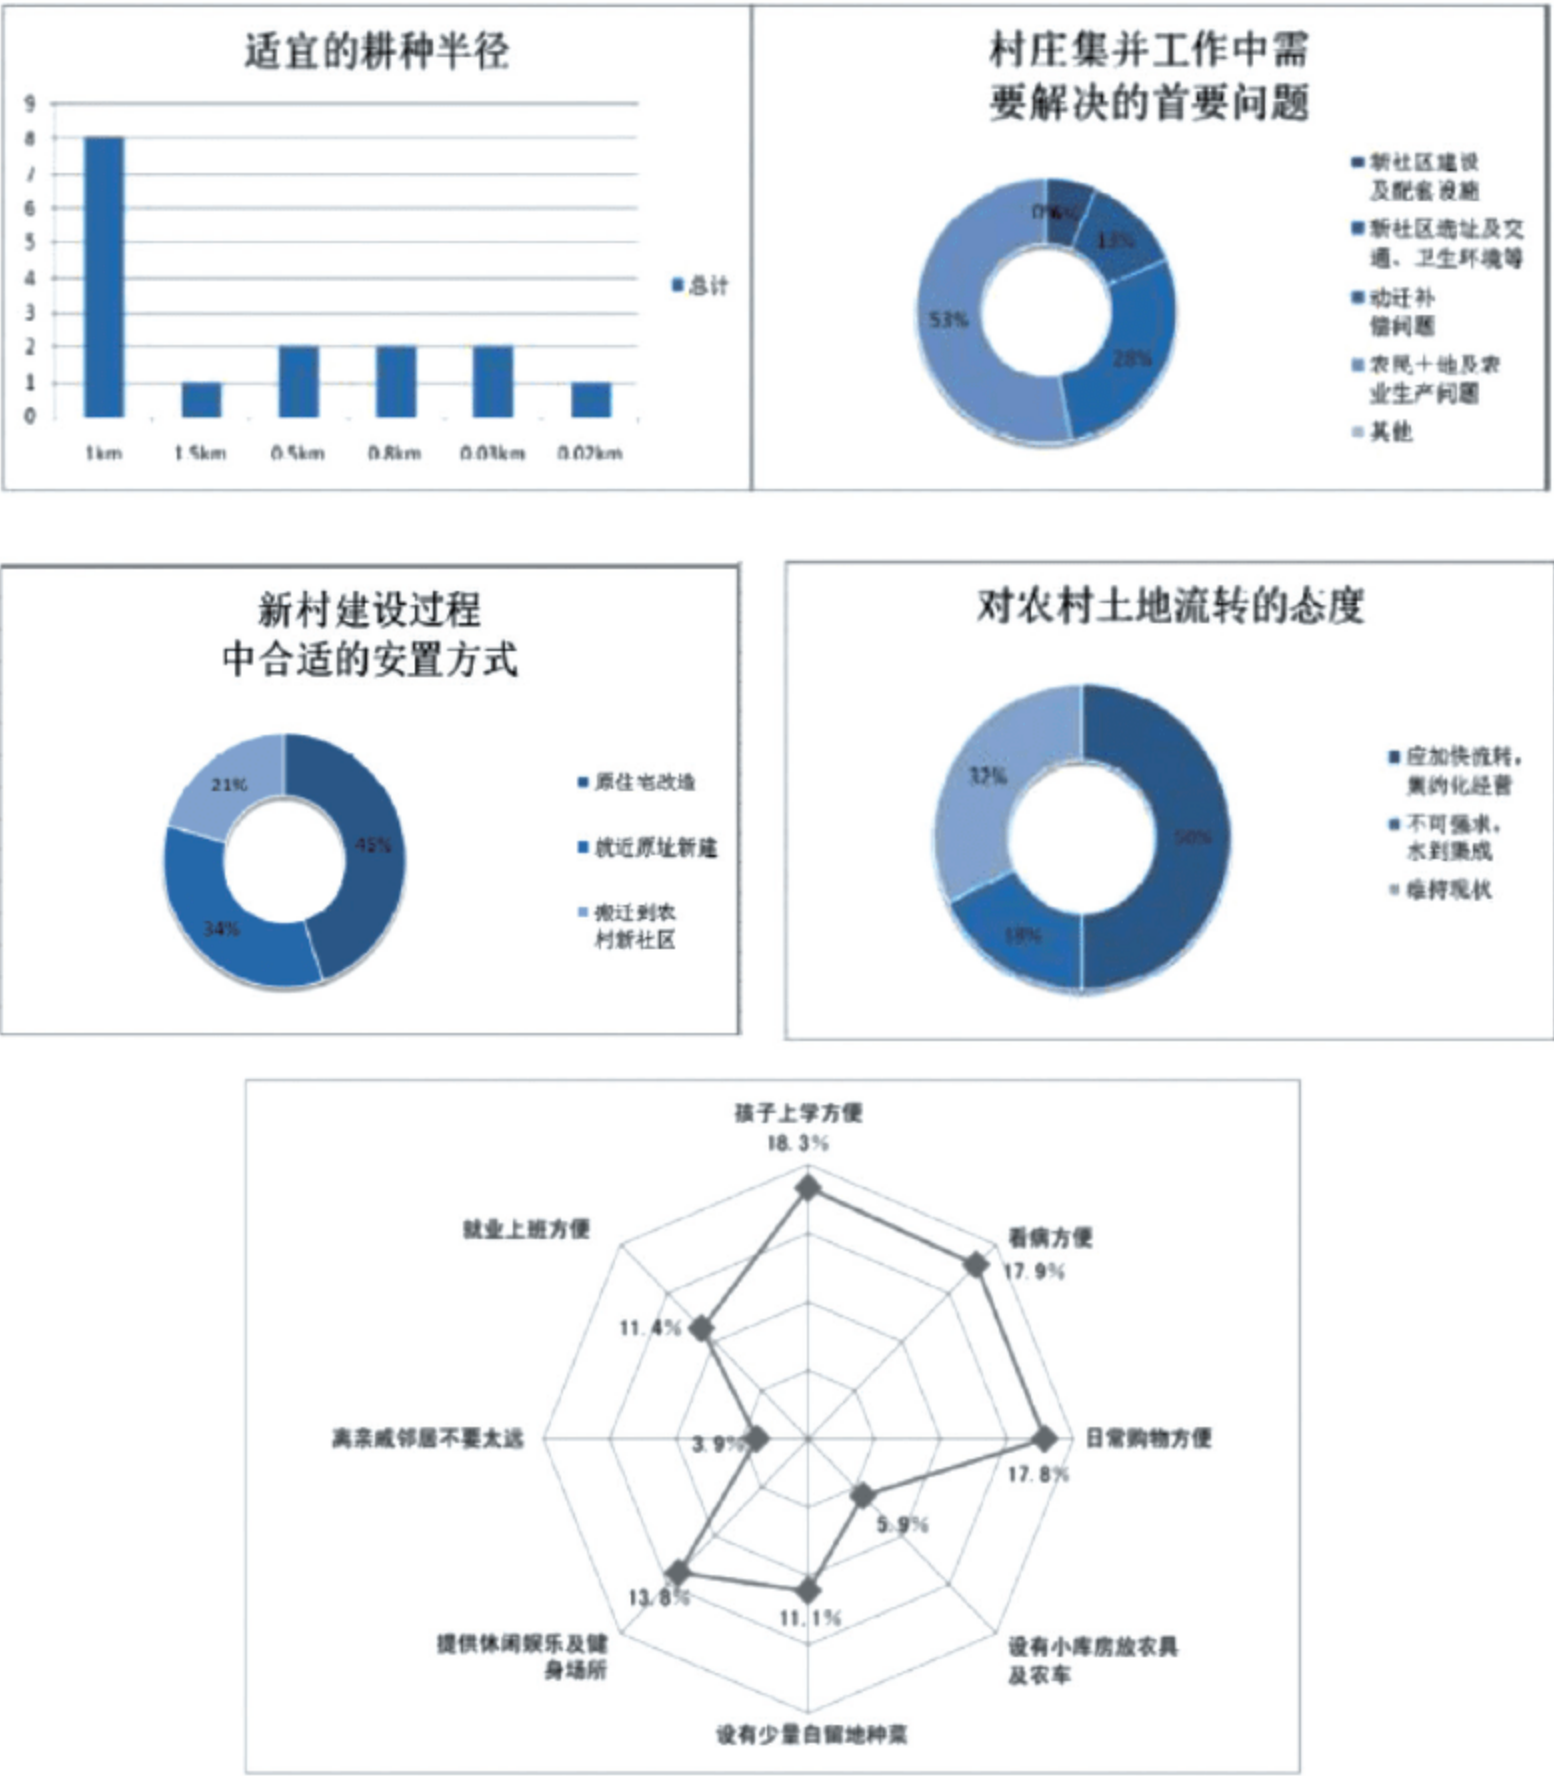 适宜的耕种半径
9
8
7
6
5
4
3
2
1
0
1km
1.5km
0.5km
0.8km
0.03km
0.02km
总计
村庄集并工作中需
要解决的首要问题
0%
6%
13%
28%
53%
新社区建设
及配套设施
新社区选址及交
通、卫生环境等
动迁补
偿问题
农民土地及农
业生产问题
其他
新村建设过程
中合适的安置方式
21%
45%
34%
原住宅改造
就近原址新建
搬迁到农
村新社区
对农村土地流转的态度
32%
50%
18%
应加快流转，
集约化经营
不可强求，
水到渠成
维持现状
孩子上学方便
18.3%
就业上班方便
看病方便
17.9%
11.4%
离亲戚邻居不要太远
3.9%
日常购物方便
17.8%
5.9%
13.8%
11.1%
提供休闲娱乐及健
身场所
设有小库房放农具
及农车
设有少量自留地种菜